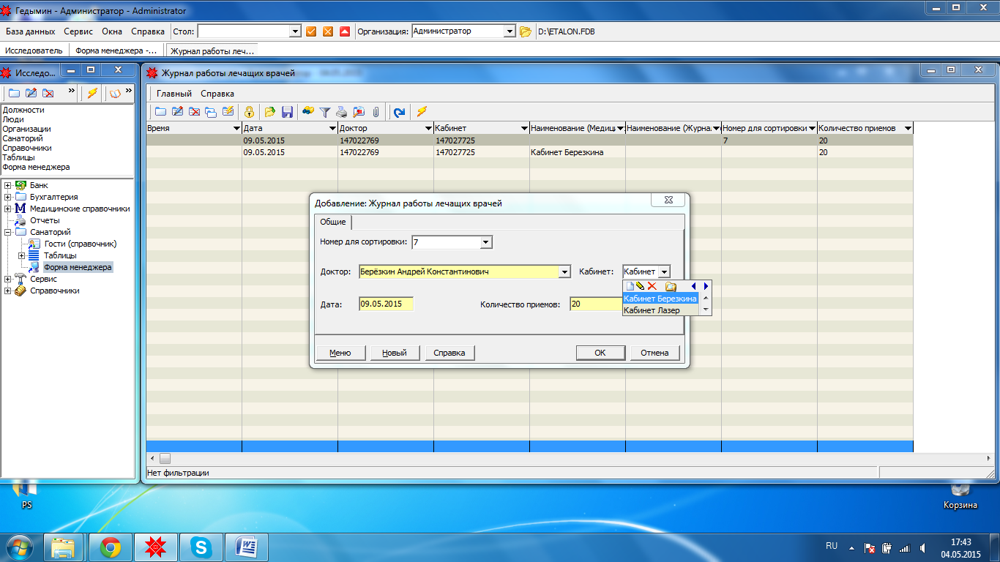 Гедымин - Администратор - Administrator
База данных Сервис Окна Справка Стол: Организация: Администратор D:\ETALON.FDB
Исследователь Форма менеджера -... Журнал работы леч...
Исследо...
Должности
Люди
Организации
Санаторий
Справочники
Таблицы
Форма менеджера
Банк
Бухгалтерия
Медицинские справочники
Отчеты
Санаторий
Гости (справочник)
Таблицы
Форма менеджера
Сервис
Справочники
Журнал работы лечащих врачей
Главный Справка
Время Дата Доктор Кабинет Наименование (Медици Наименование (Журна. Номер для сортировки Количество приемов
09.05.2015 147022769 147027725 7 20
09.05.2015 147022769 147027725 Кабинет Березкина 20
Добавление: Журнал работы лечащих врачей
Общие
Номер для сортировки: 7
Доктор: Берёзкин Андрей Константинович Кабинет: Кабинет
Кабинет Березкина
Кабинет Лазер
Дата: 09.05.2015 Количество приемов: 20
Меню Новый Справка ОК Отмена
Нет фильтрации
PS
Корзина
RU
17:43
04.05.2015